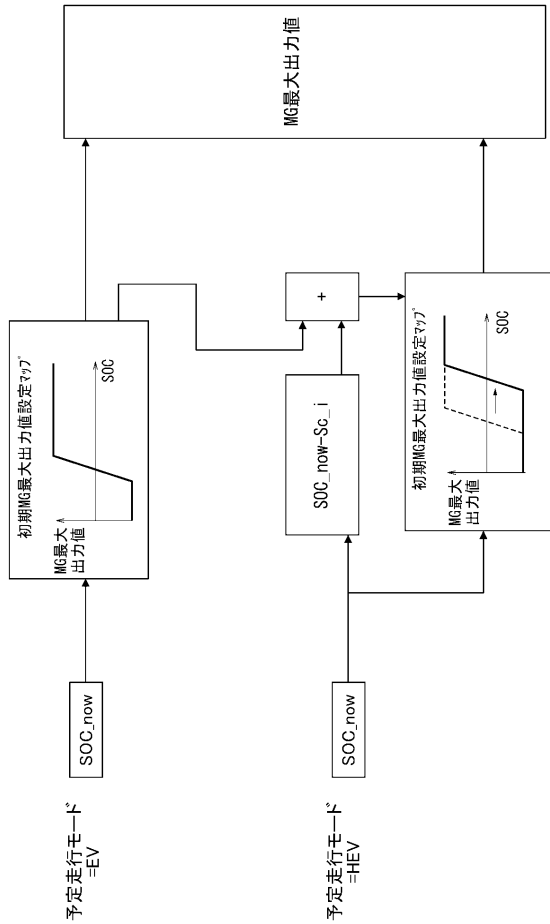 予定走行モード
=EV
SOC_now
初期MG最大出力値設定マップ
MG最大
出力値
SOC
MG最大出力値
予定走行モード
=HEV
SOC_now
SOC_now-Sc_i
+
初期MG最大出力値設定マップ
MG最大
出力値
SOC